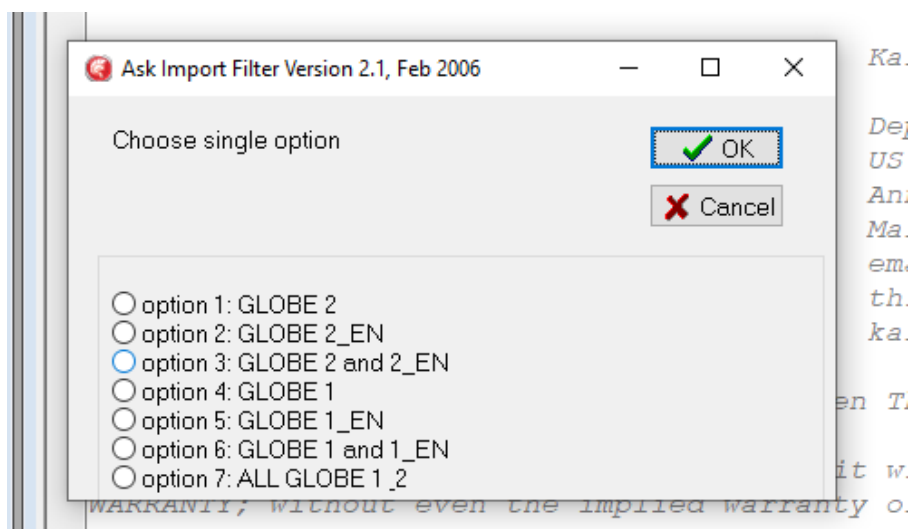 Ask Import Filter Version 2.1, Feb 2006
Choose single option
OK
Cancel
option 1: GLOBE 2
option 2: GLOBE 2_EN
option 3: GLOBE 2 and 2_EN
option 4: GLOBE 1
option 5: GLOBE 1_EN
option 6: GLOBE 1 and 1_EN
option 7: ALL GLOBE 1_2
US
WARRANTY; without even the implied warranty